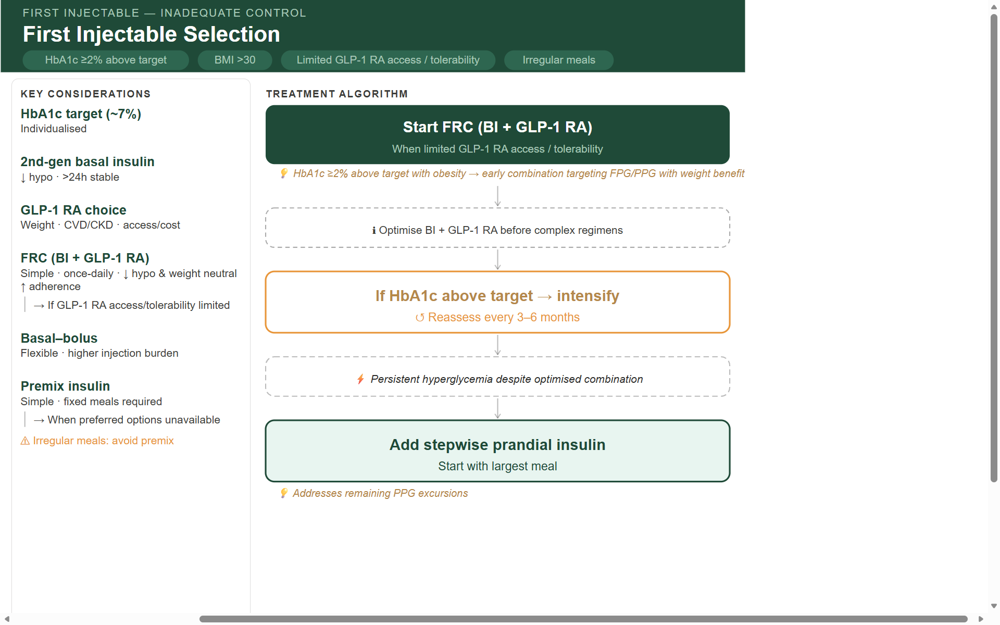 FIRST INJECTABLE — INADEQUATE CONTROL
First Injectable Selection
HbA1c ≥2% above target
BMI >30
Limited GLP-1 RA access / tolerability
Irregular meals
KEY CONSIDERATIONS
HbA1c target (~7%)
Individualised
2nd-gen basal insulin
↓ hypo · >24h stable
GLP-1 RA choice
Weight · CVD/CKD · access/cost
FRC (BI + GLP-1 RA)
Simple · once-daily · ↓ hypo & weight neutral
↑ adherence
→ If GLP-1 RA access/tolerability limited
Basal–bolus
Flexible · higher injection burden
Premix insulin
Simple · fixed meals required
→ When preferred options unavailable
⚠ Irregular meals: avoid premix
TREATMENT ALGORITHM
Start FRC (BI + GLP-1 RA)
When limited GLP-1 RA access / tolerability
💡 HbA1c ≥2% above target with obesity → early combination targeting FPG/PPG with weight benefit
ℹ Optimise BI + GLP-1 RA before complex regimens
If HbA1c above target → intensify
↺ Reassess every 3–6 months
⚡ Persistent hyperglycemia despite optimised combination
Add stepwise prandial insulin
Start with largest meal
💡 Addresses remaining PPG excursions